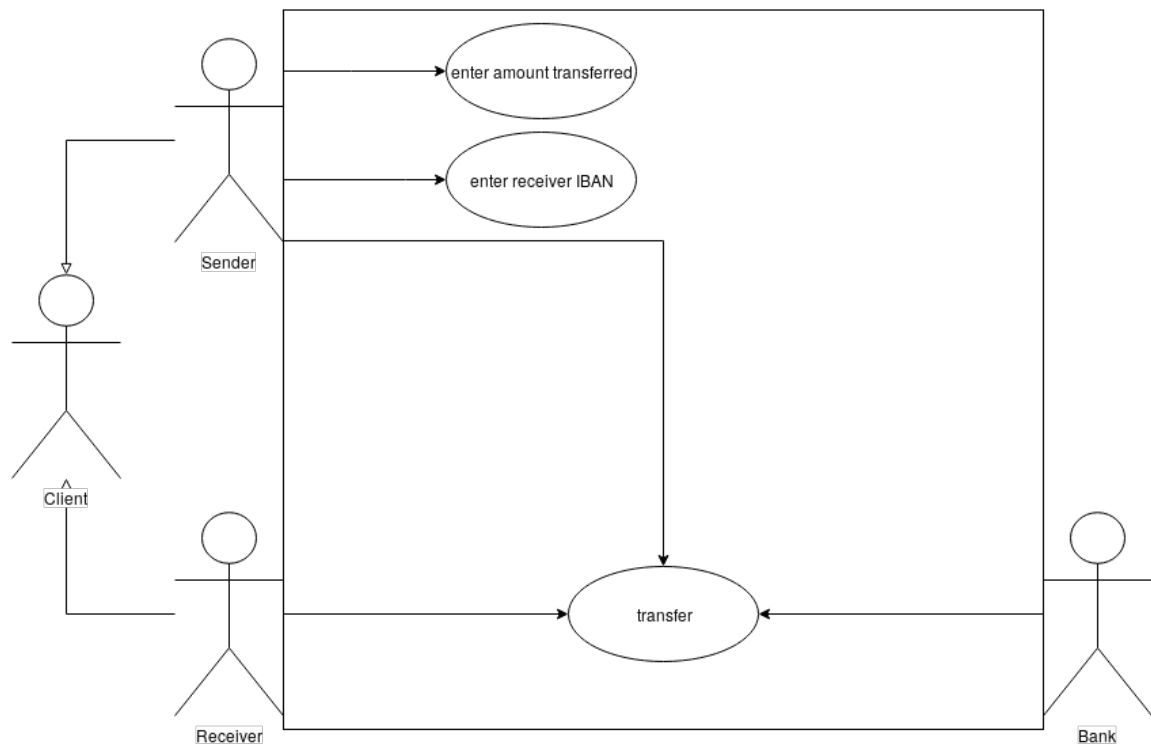 enter amount transferred
enter receiver IBAN
Sender
Client
transfer
Receiver
Bank